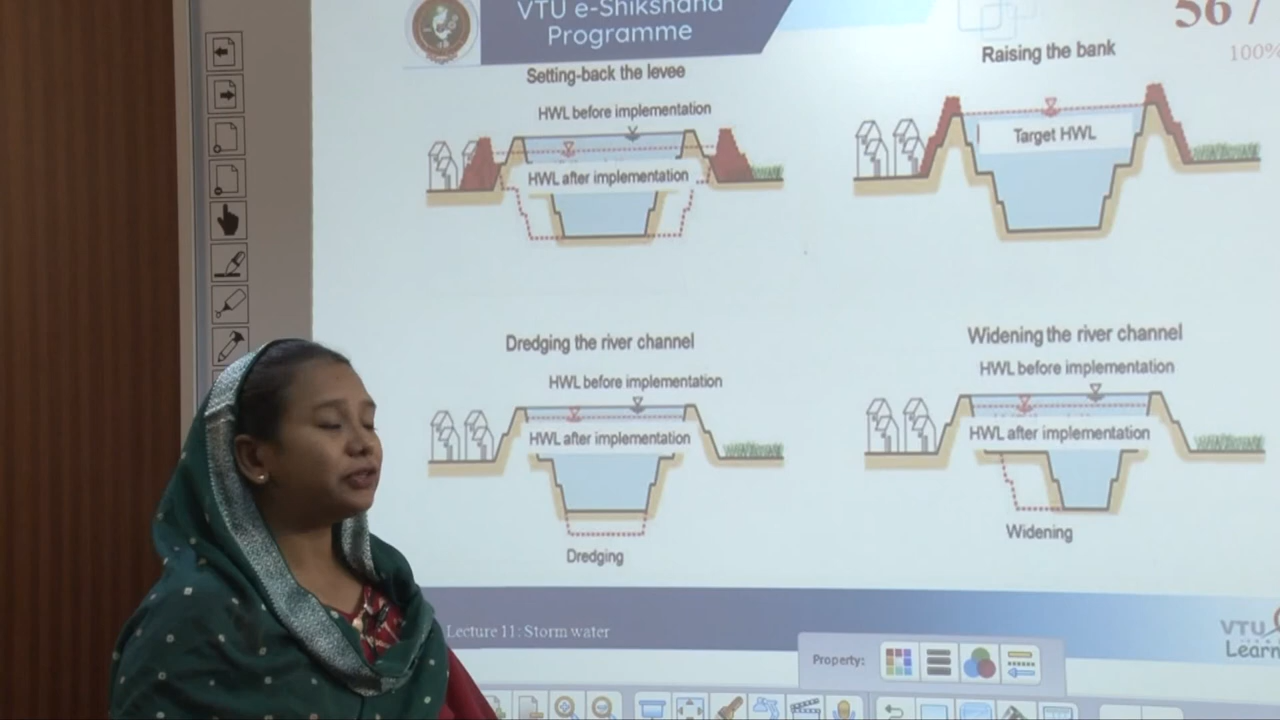 VTU e-Shikshana
Programme
56 /
100%
Setting-back the levee
HWL before implementation
HWL after implementation
Raising the bank
Target HWL
Dredging the river channel
HWL before implementation
HWL after implementation
Dredging
Widening the river channel
HWL before implementation
HWL after implementation
Widening
Lecture 11: Storm water
VTU
Learn
Property: